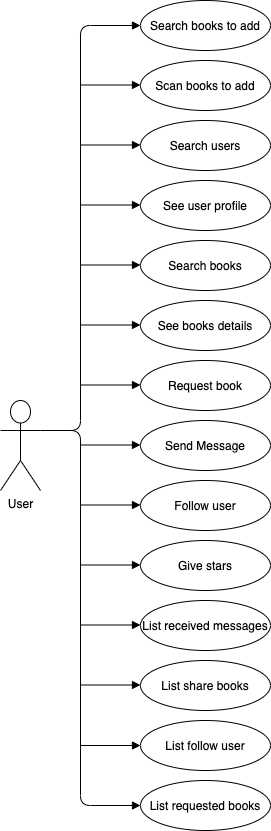 Search books to add
Scan books to add
Search users
See user profile
Search books
See books details
Request book
Send Message
User
Follow user
Give stars
List received messages
List share books
List follow user
List requested books